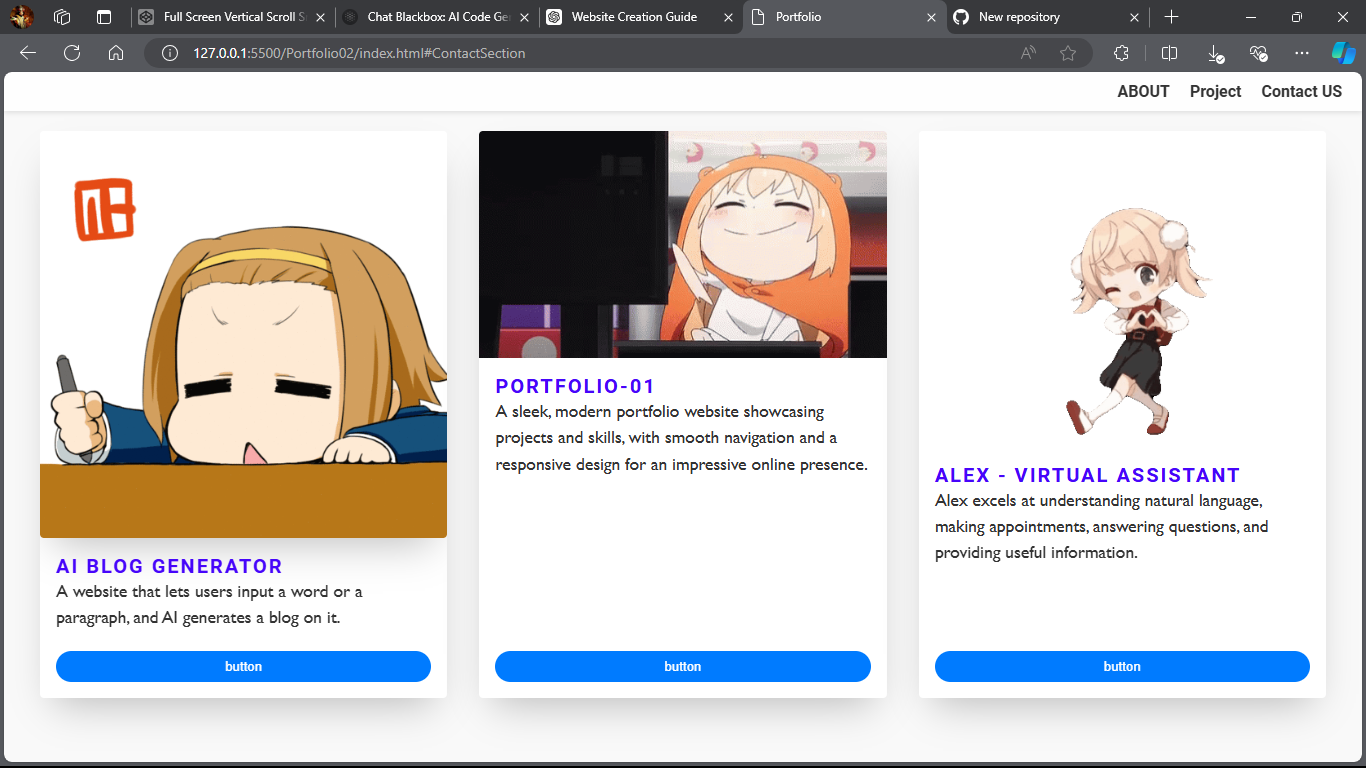 Full Screen Vertical Scroll S
Chat Blackbox: AI Code Ge
Website Creation Guide
Portfolio
New repository
127.0.0.1:5500/Portfolio02/index.html#ContactSection
ABOUT Project Contact US
AI BLOG GENERATOR
A website that lets users input a word or a
paragraph, and AI generates a blog on it.
button
PORTFOLIO-01
A sleek, modern portfolio website showcasing
projects and skills, with smooth navigation and a
responsive design for an impressive online presence.
button
ALEX - VIRTUAL ASSISTANT
Alex excels at understanding natural language,
making appointments, answering questions, and
providing useful information.
button